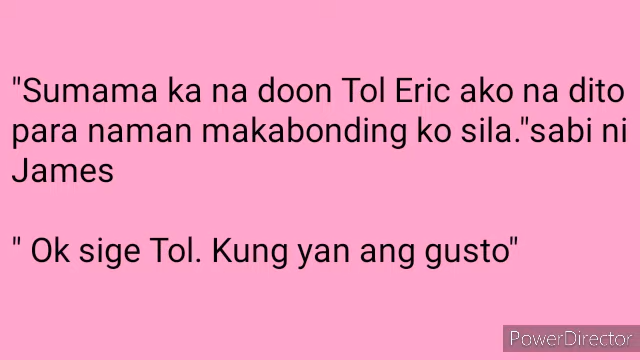 "Sumama ka na doon Tol Eric ako na dito
para naman makabonding ko sila."sabi ni
James
" Ok sige Tol. Kung yan ang gusto"
PowerDirector